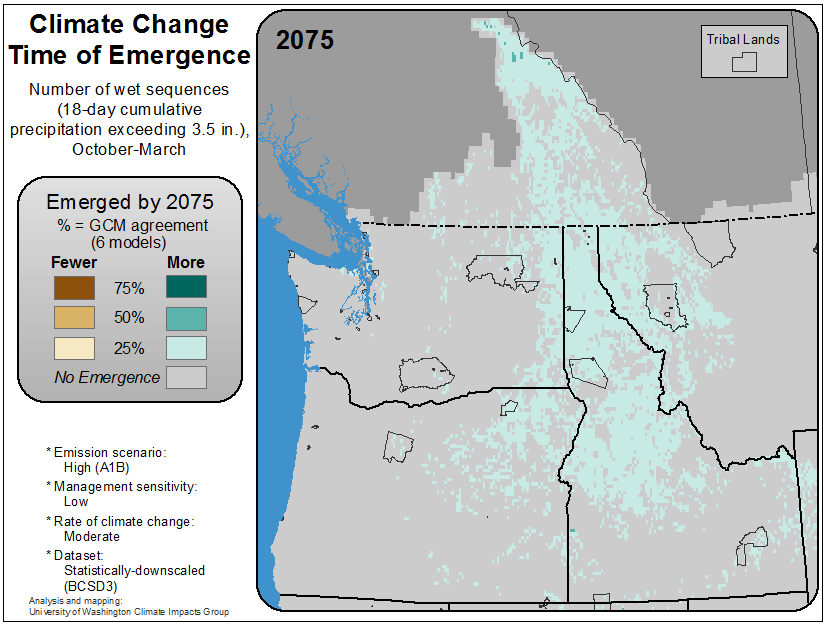 Climate Change
Time of Emergence
Number of wet sequences
(18-day cumulative
precipitation exceeding 3.5 in.),
October-March
Emerged by 2075
% = GCM agreement
(6 models)
Fewer More
75%
50%
25%
No Emergence
* Emission scenario:
High (A1B)
* Management sensitivity:
Low
* Rate of climate change:
Moderate
* Dataset:
Statistically-downscaled
(BCSD3)
Analysis and mapping:
University of Washington Climate Impacts Group
2075
Tribal Lands